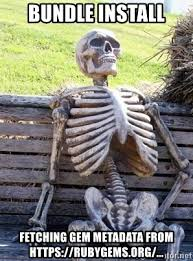 BUNDLE INSTALL
FETCHING GEM METADATA FROM
HTTPS://RUBYGEMS.ORG/...